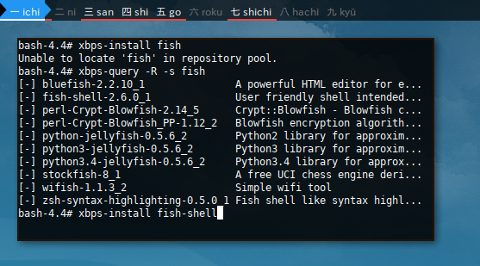 一 ichi 二 ni 三 san 四 shi 五 go 六 roku 七 shichi 八 hachi 九 kyū
bash-4.4# xbps-install fish
Unable to locate 'fish' in repository pool.
bash-4.4# xbps-query -R -s fish
[-] bluefish-2.2.10_1 A powerful HTML editor for e...
[-] fish-shell-2.6.0_1 User friendly shell intended...
[-] perl-Crypt-Blowfish-2.14_5 Crypt::Blowfish - Blowfish c...
[-] perl-Crypt-Blowfish_PP-1.12_2 Blowfish encryption algorith...
[-] python-jellyfish-0.5.6_2 Python2 library for approxim...
[-] python3-jellyfish-0.5.6_2 Python3 library for approxim...
[-] python3.4-jellyfish-0.5.6_2 Python3.4 library for approx...
[-] stockfish-8_1 A free UCI chess engine deri...
[-] wifish-1.1.3_2 Simple wifi tool
[-] zsh-syntax-highlighting-0.5.0_1 Fish shell like syntax highl...
bash-4.4# xbps-install fish-shell